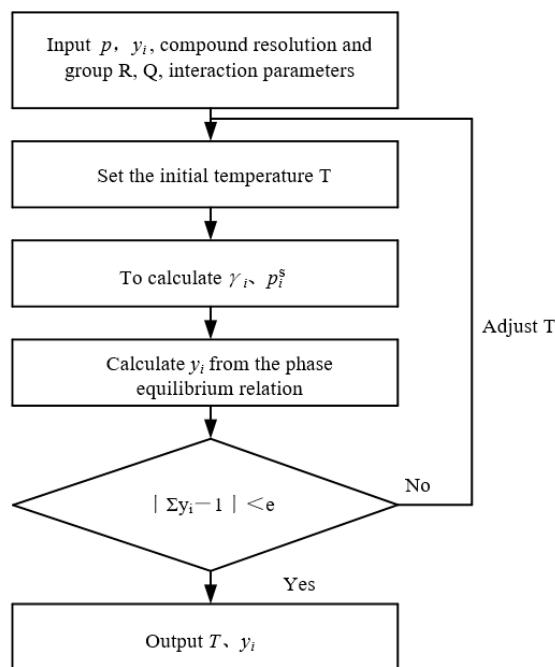 Input p, yi, compound resolution and
group R, Q, interaction parameters
Set the initial temperature T
To calculate γi、pi^s
Calculate yi from the phase
equilibrium relation
Adjust T
No
| Σyi－1 | <e
Yes
Output T、yi